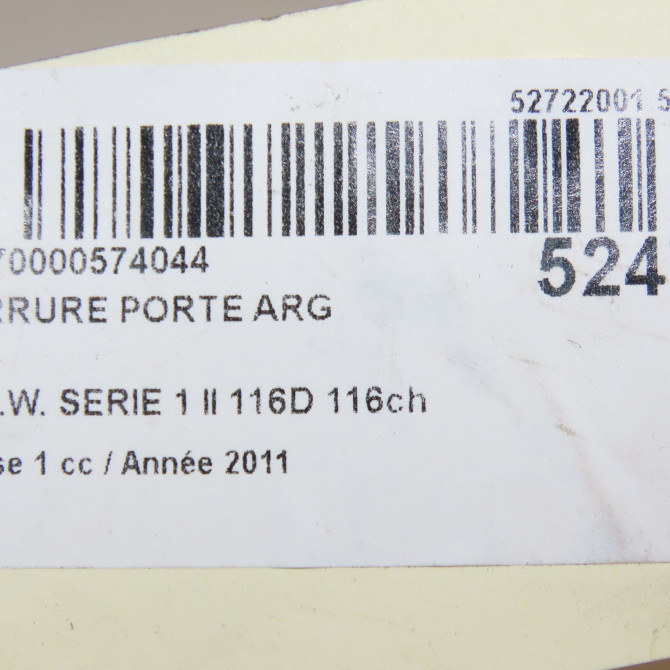 52722001 5
70000574044
524
RRURE PORTE ARG
.W. SERIE 1 II 116D 116ch
se 1 cc / Année 2011